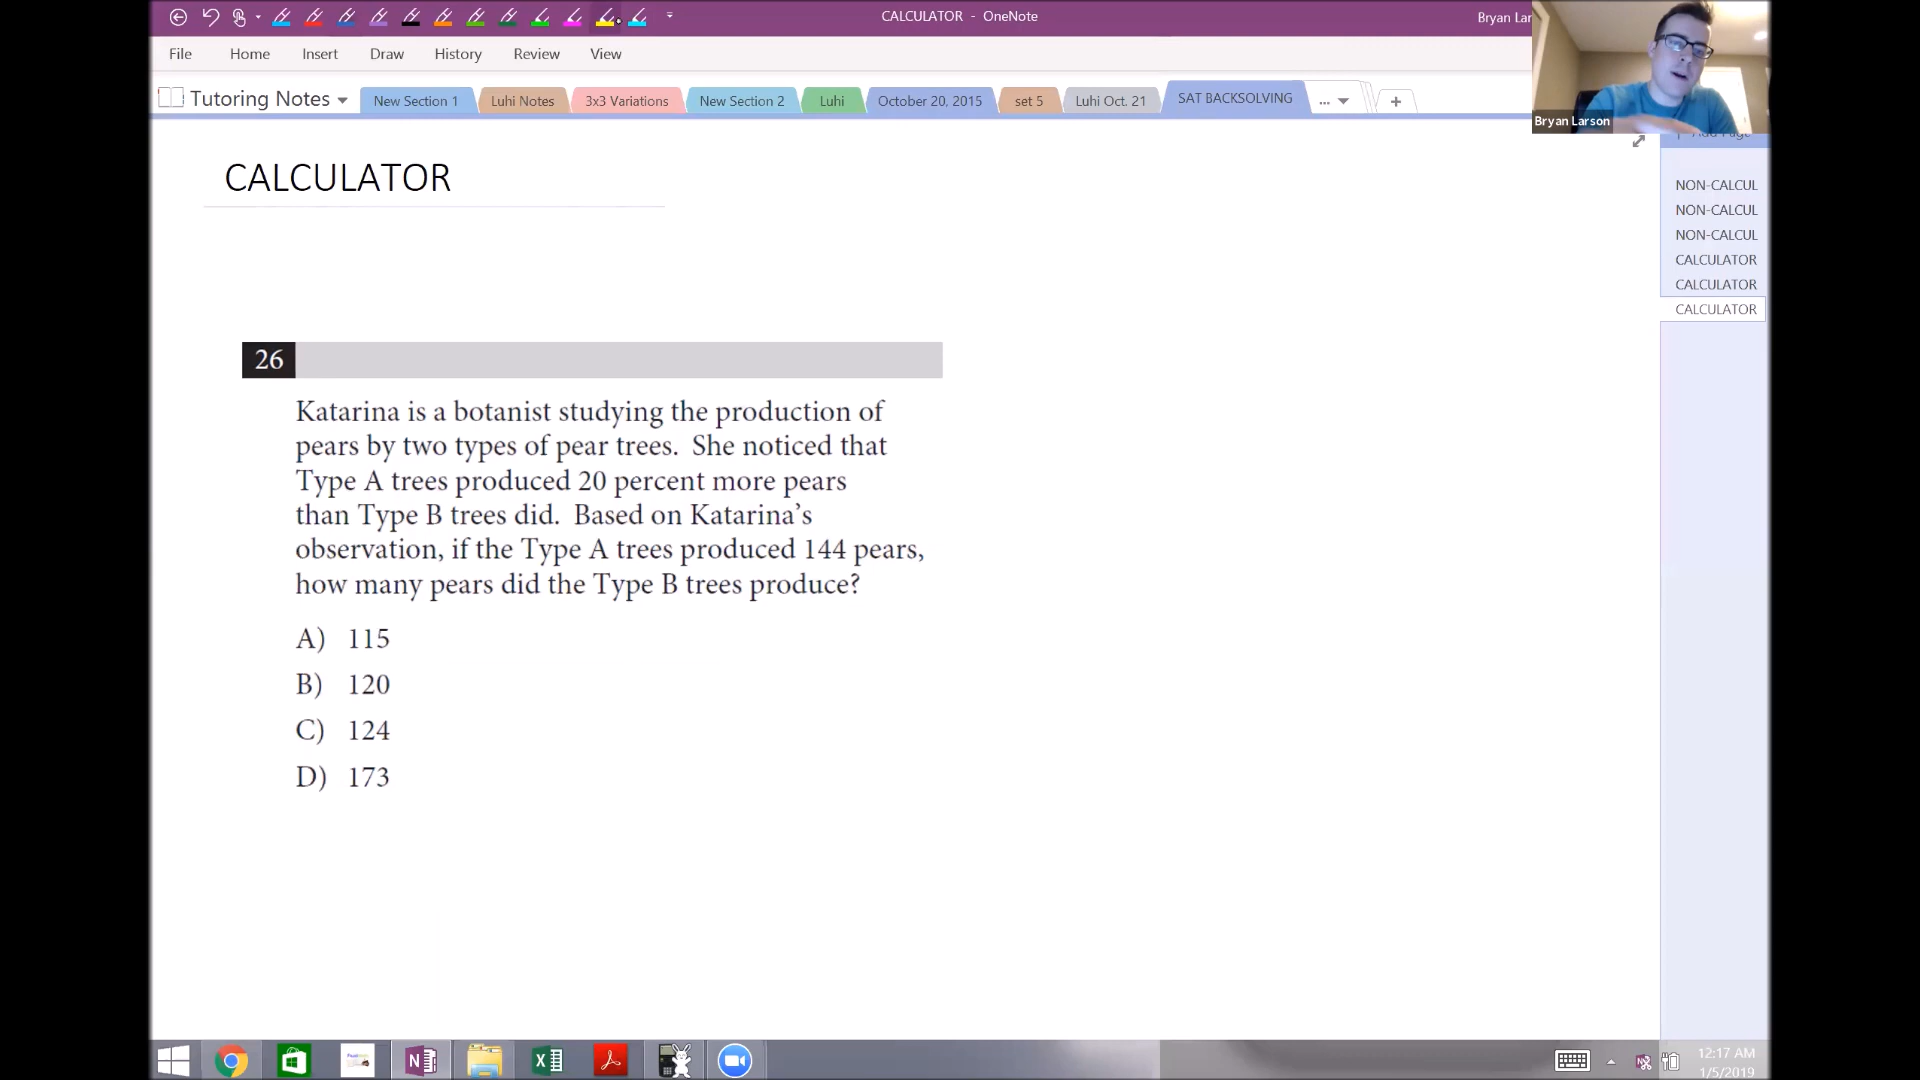 CALCULATOR - OneNote
Bryan Lar
File Home Insert Draw History Review View
Bryan Larson
Tutoring Notes
New Section 1
Luhi Notes
3x3 Variations
New Section 2
Luhi
October 20, 2015
set 5
Luhi Oct. 21
SAT BACKSOLVING
...
+
Add Page
CALCULATOR
NON-CALCUL
NON-CALCUL
NON-CALCUL
CALCULATOR
CALCULATOR
CALCULATOR
26
Katarina is a botanist studying the production of
pears by two types of pear trees. She noticed that
Type A trees produced 20 percent more pears
than Type B trees did. Based on Katarina’s
observation, if the Type A trees produced 144 pears,
how many pears did the Type B trees produce?
A) 115
B) 120
C) 124
D) 173
12:17 AM
1/5/2019